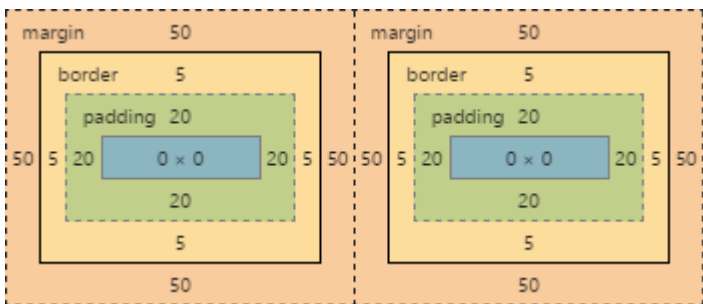 margin 50 margin 50
border 5 border 5
padding 20 padding 20
50 5 20 0 × 0 20 5 50 50 5 20 0 × 0 20 5 50
20 20
5 5
50 50